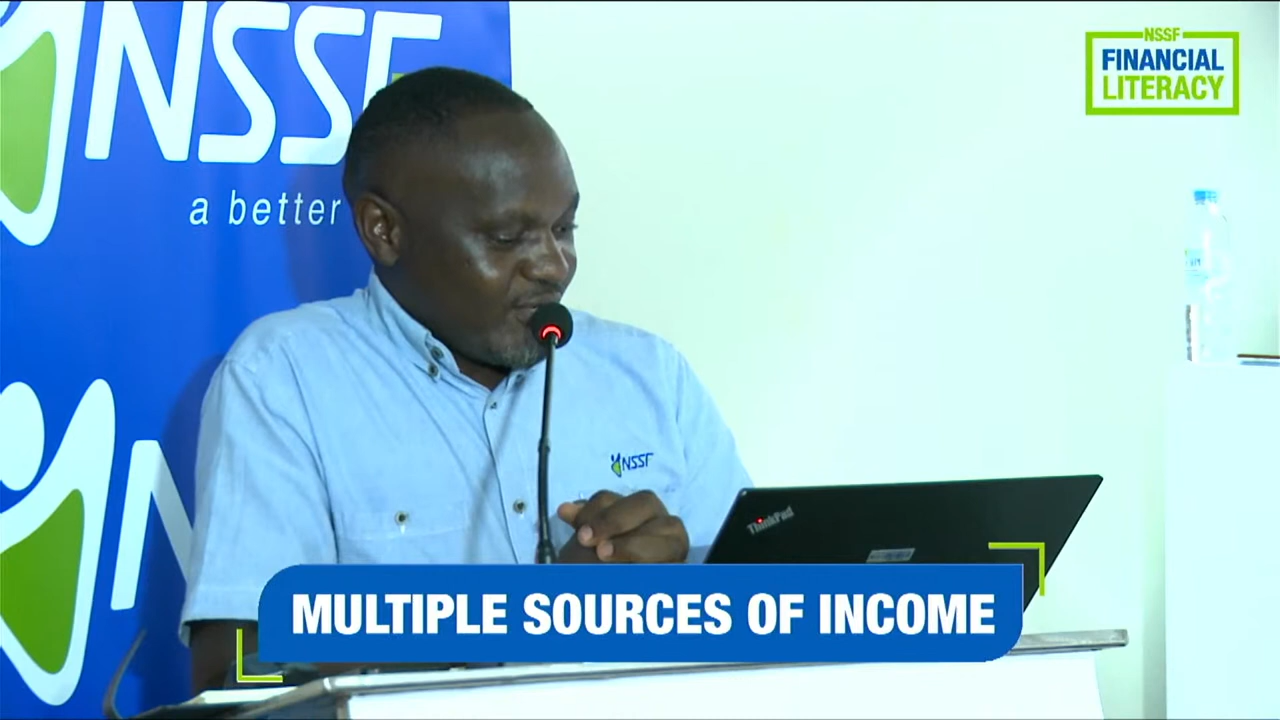 NSSF
a better
NSSF
FINANCIAL
LITERACY
NSSF
ThinkPad
MULTIPLE SOURCES OF INCOME